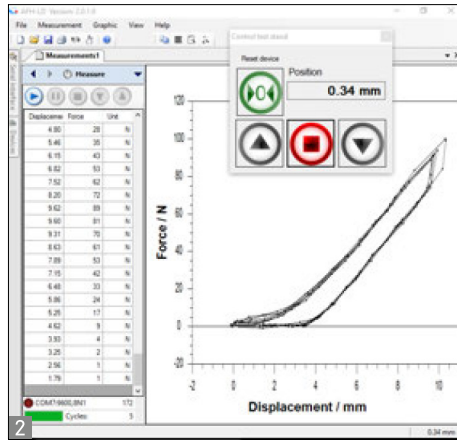 APH-LD Version 2.0.1.0
File Measurement Graphic View Help
Measurements1
Measure
Displaceme Force Unit
4.80 28 N
5.46 35 N
6.15 43 N
6.82 53 N
7.52 62 N
8.20 72 N
9.62 89 N
9.60 81 N
9.31 70 N
8.63 61 N
7.89 53 N
7.15 42 N
6.48 33 N
5.86 24 N
5.25 17 N
4.62 9 N
3.93 4 N
3.25 2 N
2.56 1 N
1.79 1 N
172
Cycles: 5
Control test stand
Reset device
Position
0.34 mm
0
Force / N
120
100
80
60
40
20
0
-20
-2 0 2 4 6 8 10
Displacement / mm
0.34 mm
2